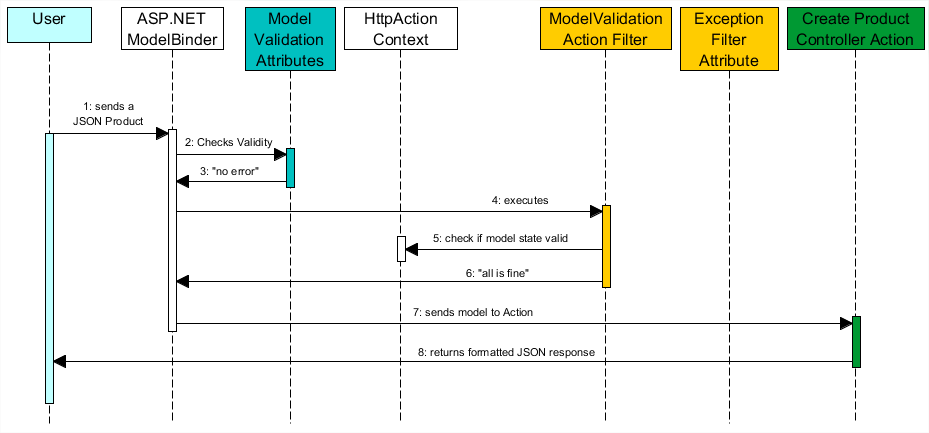 User
ASP.NET
ModelBinder
Model
Validation
Attributes
HttpAction
Context
ModelValidation
Action Filter
Exception
Filter
Attribute
Create Product
Controller Action
1: sends a
JSON Product
2: Checks Validity
3: "no error"
4: executes
5: check if model state valid
6: "all is fine"
7: sends model to Action
8: returns formatted JSON response